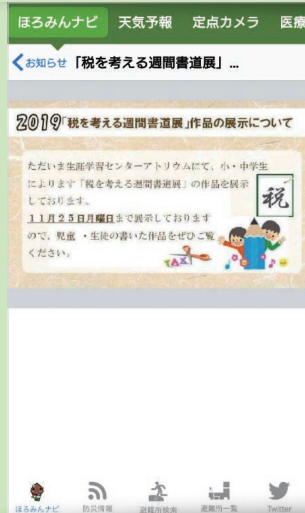 ほろみんナビ 天気予報 定点カメラ 医療
お知らせ 「税を考える週間書道展」...
2019「税を考える週間書道展」作品の展示について
ただいま生涯学習センターアトリウムにて、小・中学生
によります「税を考える週間書道展」の作品を展示
しております。
11月25日月曜日まで展示しております
ので、児童・生徒の書いた作品をぜひご覧
ください。
税
TAX
ほろみんナビ 防災情報 避難所検索 避難所一覧 Twitter